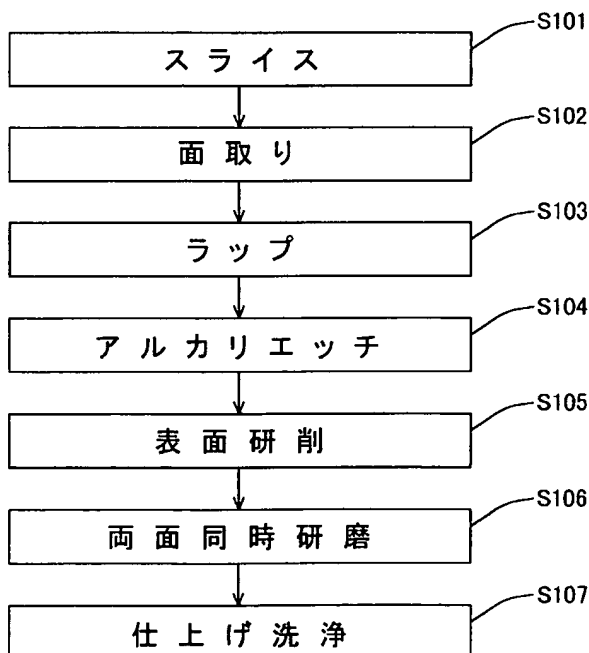 S101
スライス
S102
面取り
S103
ラップ
S104
アルカリエッチ
S105
表面研削
S106
両面同時研磨
S107
仕上げ洗浄